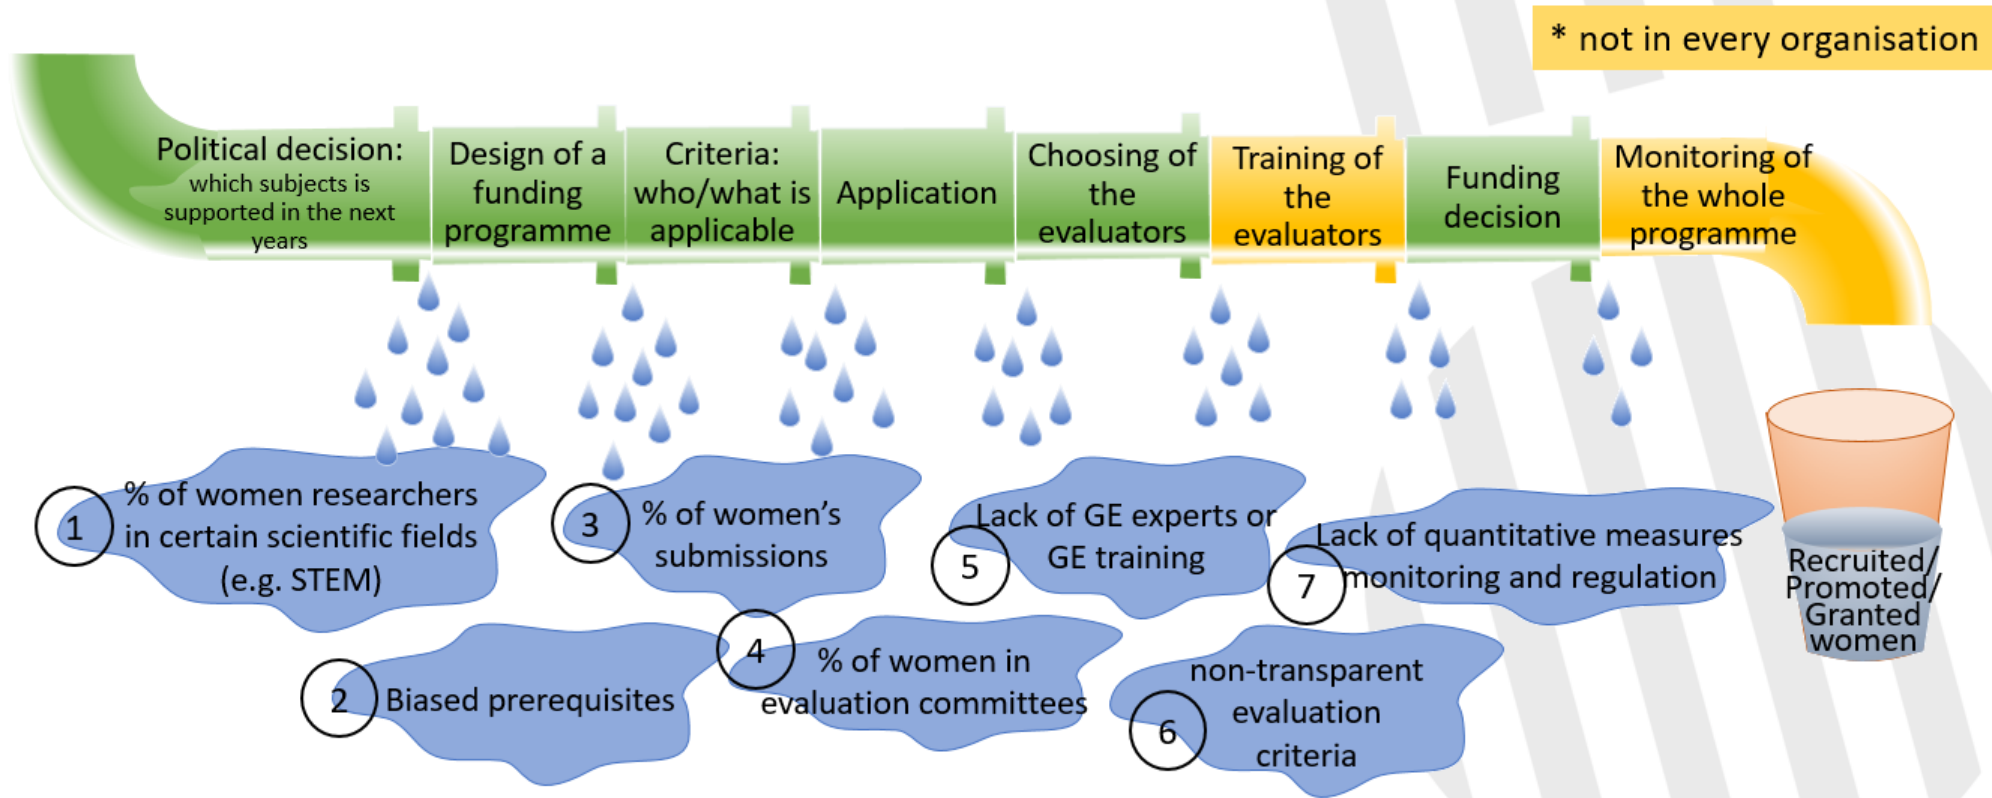 * not in every organisation
Political decision:
which subjects is
supported in the next
years
Design of a
funding
programme
Criteria:
who/what is
applicable
Application
Choosing of
the
evaluators
Training of
the
evaluators
Funding
decision
Monitoring of
the whole
programme
1
% of women researchers
in certain scientific fields
(e.g. STEM)
2
Biased prerequisites
3
% of women’s
submissions
4
% of women in
evaluation committees
5
Lack of GE experts or
GE training
6
non-transparent
evaluation
criteria
7
Lack of quantitative measures
monitoring and regulation
Recruited/
Promoted/
Granted
women